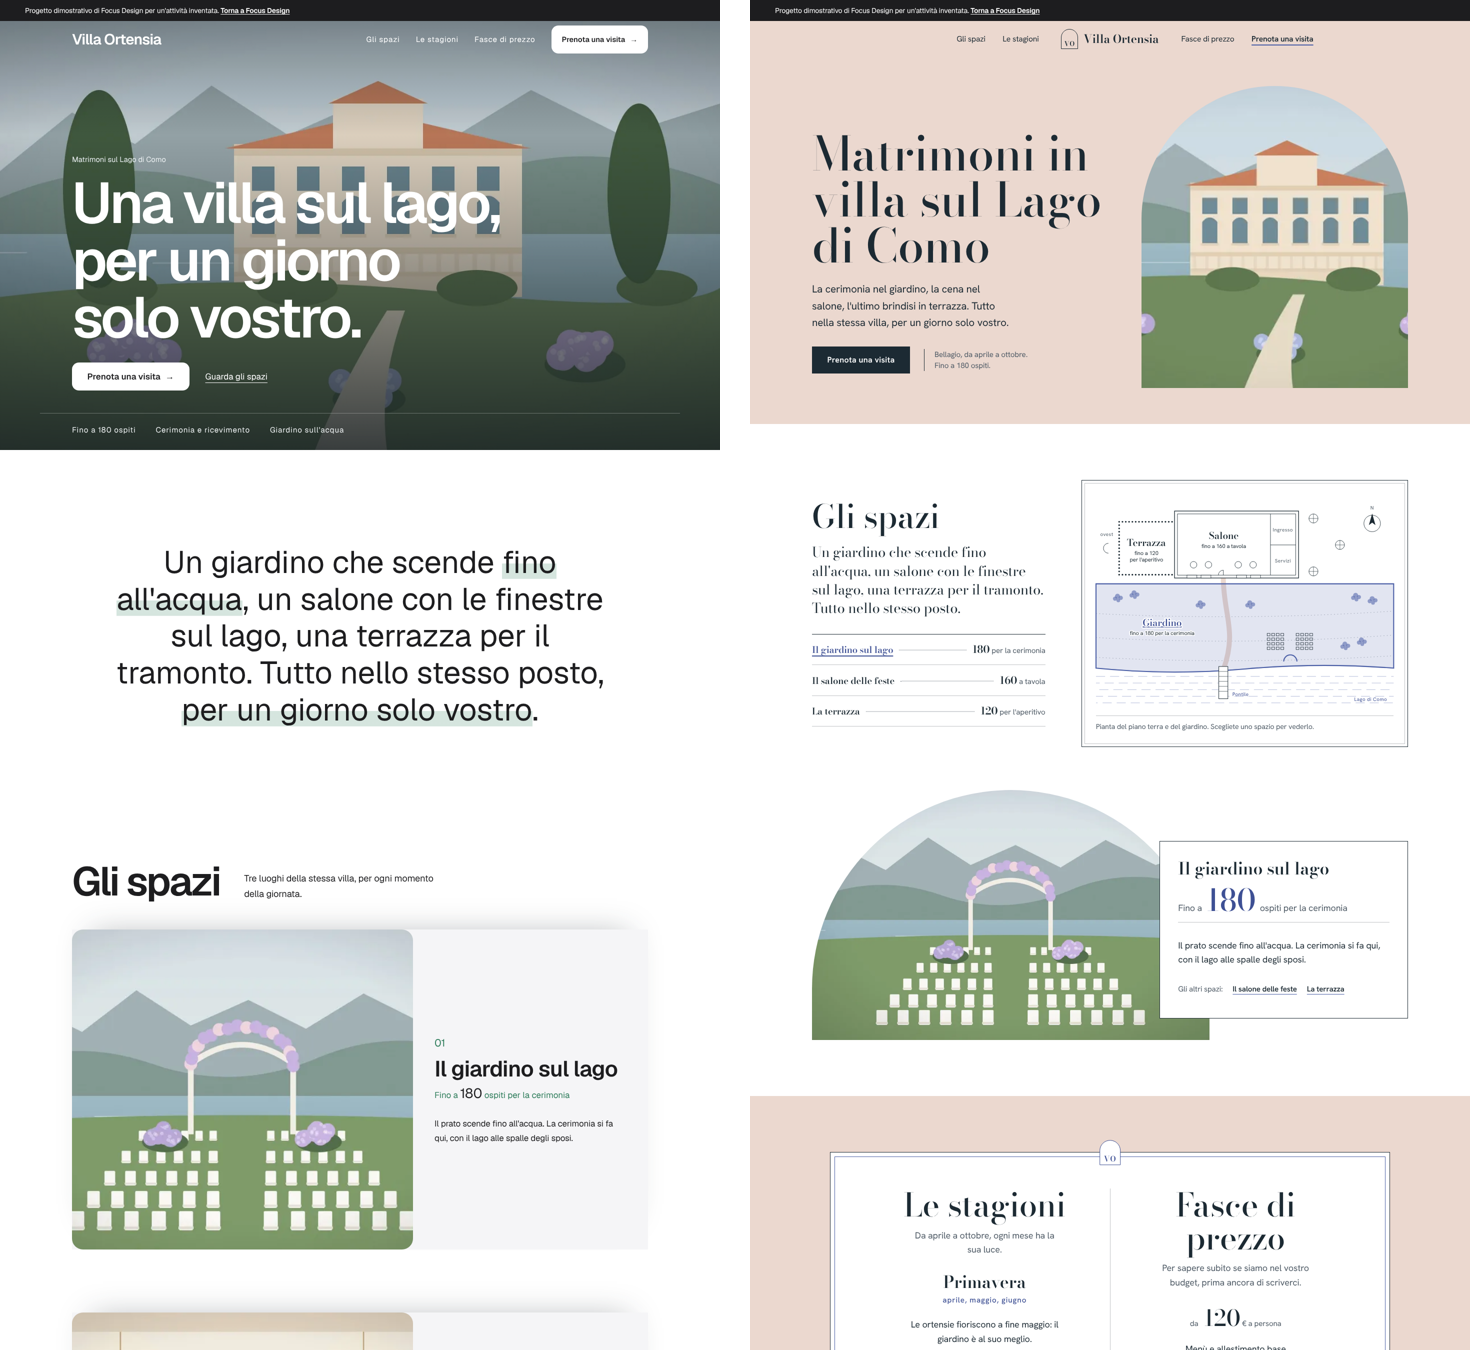 Progetto dimostrativo di Focus Design per un'attività inventata. Torna a Focus Design
Villa Ortensia
Gli spazi
Le stagioni
Fasce di prezzo
Prenota una visita →
Matrimoni sul Lago di Como
Una villa sul lago,
per un giorno
solo vostro.
Prenota una visita →
Guarda gli spazi
Fino a 180 ospiti
Cerimonia e ricevimento
Giardino sull'acqua
Un giardino che scende fino
all'acqua, un salone con le finestre
sul lago, una terrazza per il
tramonto. Tutto nello stesso posto,
per un giorno solo vostro.
Gli spazi
Tre luoghi della stessa villa, per ogni momento
della giornata.
01
Il giardino sul lago
Fino a 180 ospiti per la cerimonia
Il prato scende fino all'acqua. La cerimonia si fa
qui, con il lago alle spalle degli sposi.
Progetto dimostrativo di Focus Design per un'attività inventata. Torna a Focus Design
Gli spazi
Le stagioni
VO
Villa Ortensia
Fasce di prezzo
Prenota una visita
Matrimoni in
villa sul Lago
di Como
La cerimonia nel giardino, la cena nel
salone, l'ultimo brindisi in terrazza. Tutto
nella stessa villa, per un giorno solo vostro.
Prenota una visita
Bellagio, da aprile a ottobre.
Fino a 180 ospiti.
Gli spazi
Un giardino che scende fino
all'acqua, un salone con le finestre
sul lago, una terrazza per il tramonto.
Tutto nello stesso posto.
Il giardino sul lago 180 per la cerimonia
Il salone delle feste 160 a tavola
La terrazza 120 per l'aperitivo
N
ovest
Terrazza
fino a 120
per l'aperitivo
Salone
fino a 160 a tavola
Ingresso
Servizi
Giardino
fino a 180 per la cerimonia
Pontile
Lago di Como
Pianta del piano terra e del giardino. Scegliete uno spazio per vederlo.
Il giardino sul lago
Fino a 180 ospiti per la cerimonia
Il prato scende fino all'acqua. La cerimonia si fa qui,
con il lago alle spalle degli sposi.
Gli altri spazi: Il salone delle feste La terrazza
VO
Le stagioni
Da aprile a ottobre, ogni mese ha la
sua luce.
Primavera
aprile, maggio, giugno
Le ortensie fioriscono a fine maggio: il
giardino è al suo meglio.
Fasce di
prezzo
Per sapere subito se siamo nel vostro
budget, prima ancora di scriverci.
da 120 € a persona
Menù e allestimento base